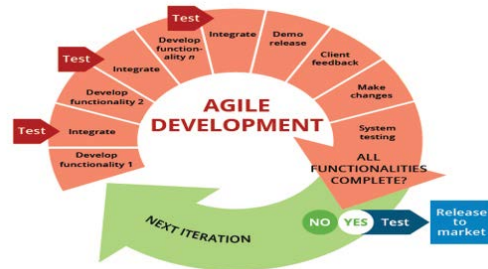 Test
Develop
function-
ality n
Integrate
Demo
release
Client
feedback
Make
changes
System
testing
Test
Integrate
Develop
functionality 2
Test
Integrate
Develop
functionality 1
AGILE
DEVELOPMENT
ALL
FUNCTIONALITIES
COMPLETE?
NEXT ITERATION
NO
YES
Test
Release
to
market